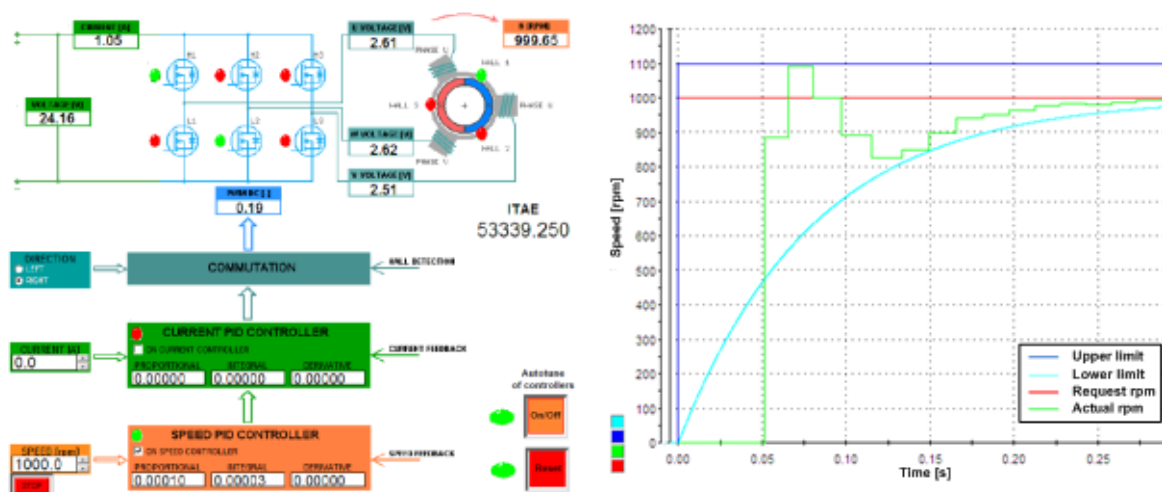 CURRENT [A]
1.05
VOLTAGE [V]
24.16
H1
H2
H3
L1
L2
L3
U VOLTAGE [V]
2.61
W VOLTAGE [V]
2.62
V VOLTAGE [V]
2.51
PHASE U
HALL 1
HALL 3
PHASE U
HALL 2
PHASE V
999.65
0.19
ITAE
53339.250
DIRECTION
LEFT
RIGHT
COMMUTATION
HALL DETECTION
CURRENT [A]
0.0
CURRENT PID CONTROLLER
ON CURRENT CONTROLLER
PROPORTIONAL
INTEGRAL
DERIVATIVE
0.00000
0.00000
0.00000
CURRENT FEEDBACK
Autotune
of controllers
On/Off
SPEED [rpm]
1000.0
STOP
SPEED PID CONTROLLER
ON SPEED CONTROLLER
PROPORTIONAL
INTEGRAL
DERIVATIVE
0.00010
0.00003
0.00000
SPEED FEEDBACK
Reset
Speed [rpm]
1200
1100
1000
900
800
700
600
500
400
300
200
100
0
0.00
0.05
0.10
0.15
0.20
0.25
Time [s]
Upper limit
Lower limit
Request rpm
Actual rpm